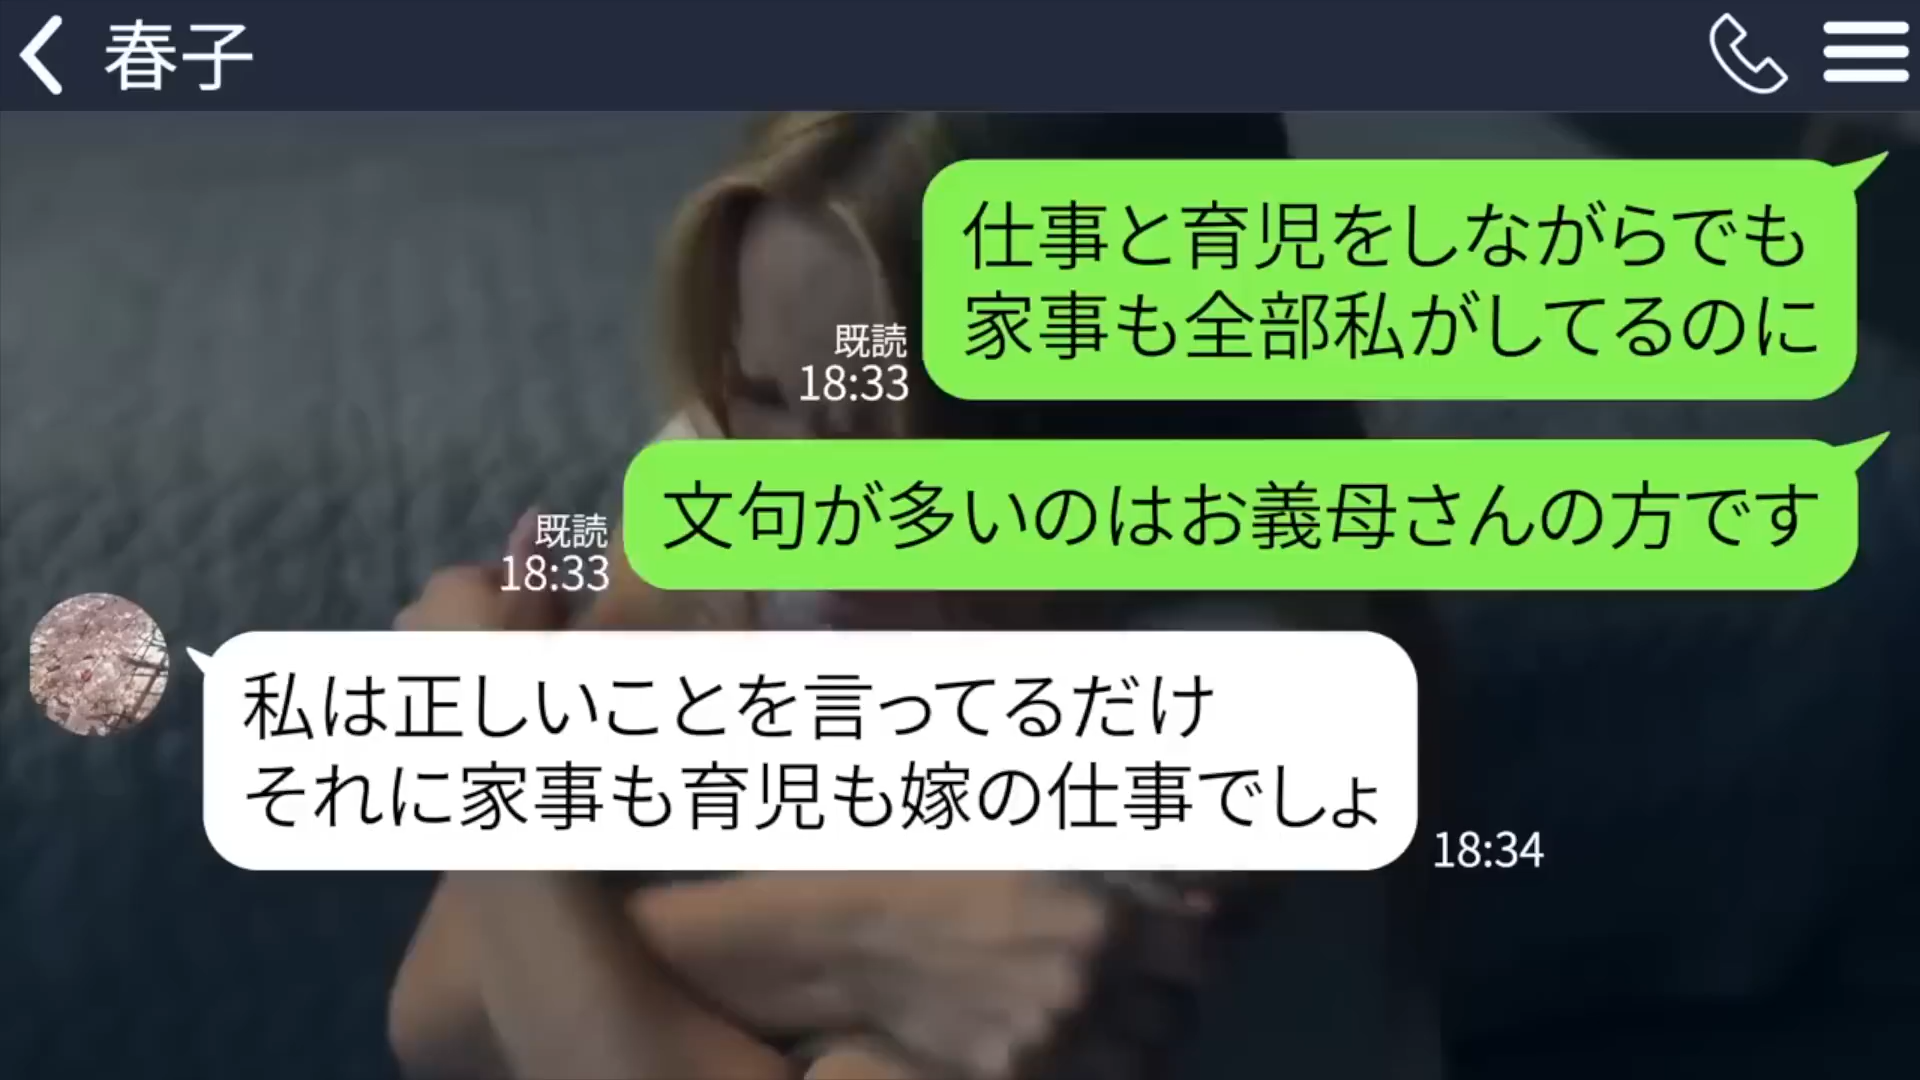 春子
仕事と育児をしながらでも
家事も全部私がしてるのに
既読
18:33
文句が多いのはお義母さんの方です
既読
18:33
私は正しいことを言ってるだけ
それに家事も育児も嫁の仕事でしょ
18:34